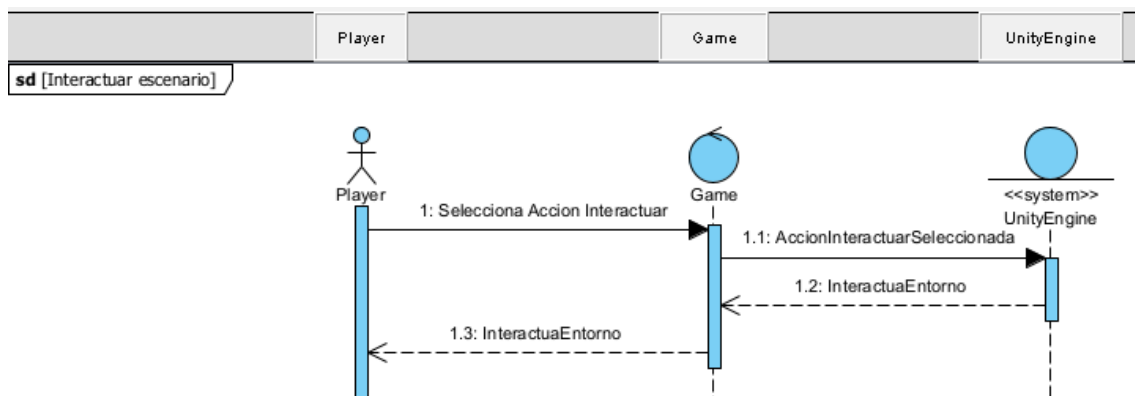 Player Game UnityEngine
sd [Interactuar escenario]
Player
Game
<<system>>
UnityEngine
1: Selecciona Accion Interactuar
1.1: AccionInteractuarSeleccionada
1.2: InteractuaEntorno
1.3: InteractuaEntorno